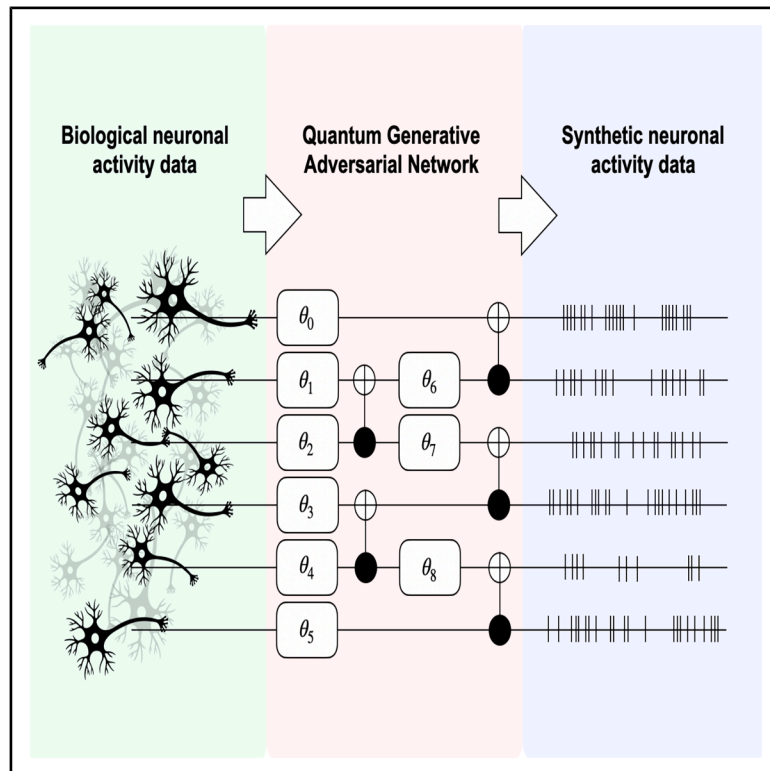 Biological neuronal
activity data
Quantum Generative
Adversarial Network
Synthetic neuronal
activity data
θ₀
θ₁
θ₆
θ₂
θ₇
θ₃
θ₄
θ₈
θ₅